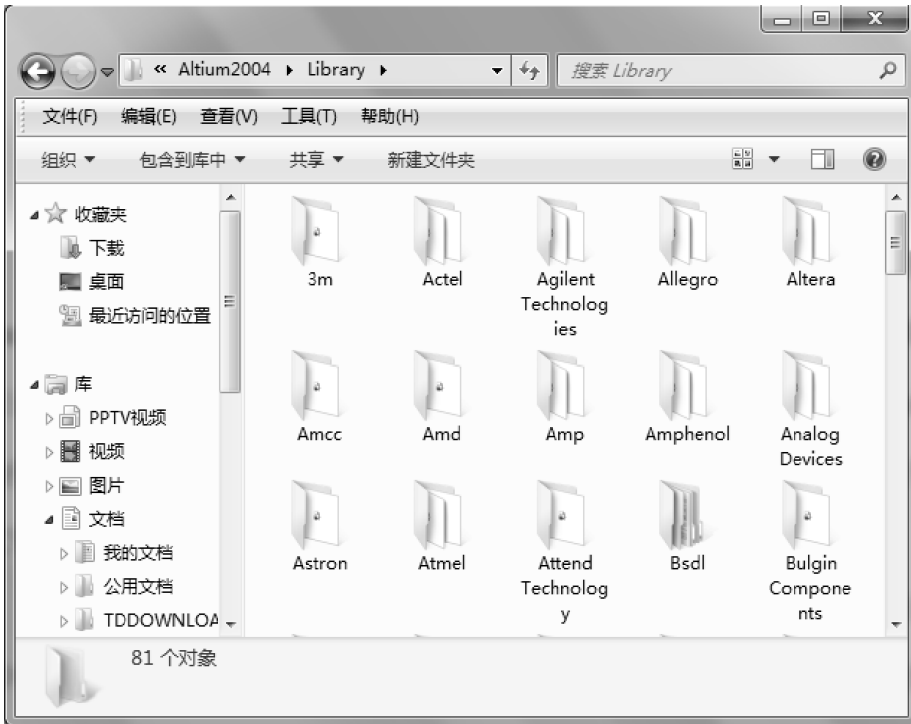 « Altium2004 ▸ Library ▸
搜索 Library
文件(F) 编辑(E) 查看(V) 工具(T) 帮助(H)
组织 包含到库中 共享 新建文件夹
收藏夹
下载
桌面
最近访问的位置
库
PPTV视频
视频
图片
文档
我的文档
公用文档
TDDOWNLOA
3m
Actel
Agilent
Technolog
ies
Allegro
Altera
Amcc
Amd
Amp
Amphenol
Analog
Devices
Astron
Atmel
Attend
Technolog
y
Bsdl
Bulgin
Compone
nts
81 个对象